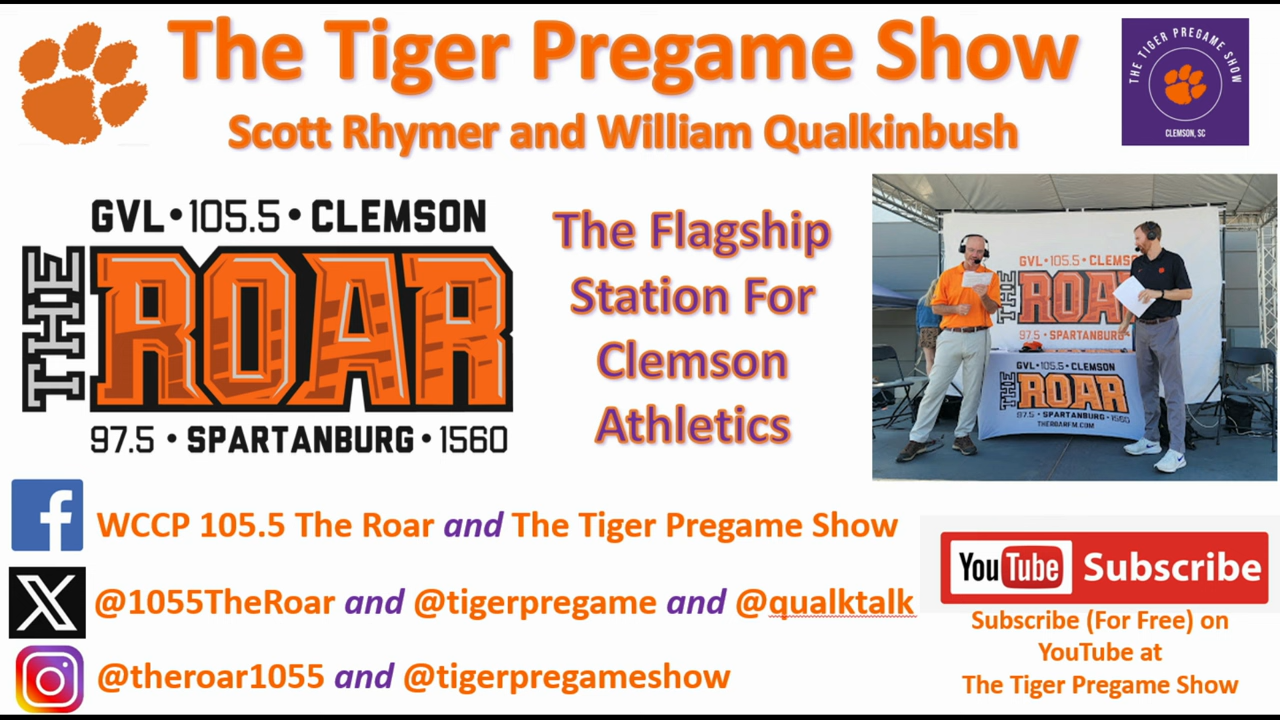 The Tiger Pregame Show
Scott Rhymer and William Qualkinbush
THE TIGER PREGAME SHOW
CLEMSON, SC
GVL • 105.5 • CLEMSON
THE ROAR
97.5 • SPARTANBURG • 1560
The Flagship
Station For
Clemson
Athletics
GVL • 105.5 • CLEMSO
THE ROA
97.5 • SPARTANBURG
GVL • 105.5 • CLEMSON
THE ROAR
97.5 • SPARTANBURG • 1560
THEROARFM.COM
f WCCP 105.5 The Roar and The Tiger Pregame Show
X @1055TheRoar and @tigerpregame and @qualktalk
@theroar1055 and @tigerpregameshow
YouTube Subscribe
Subscribe (For Free) on
YouTube at
The Tiger Pregame Show